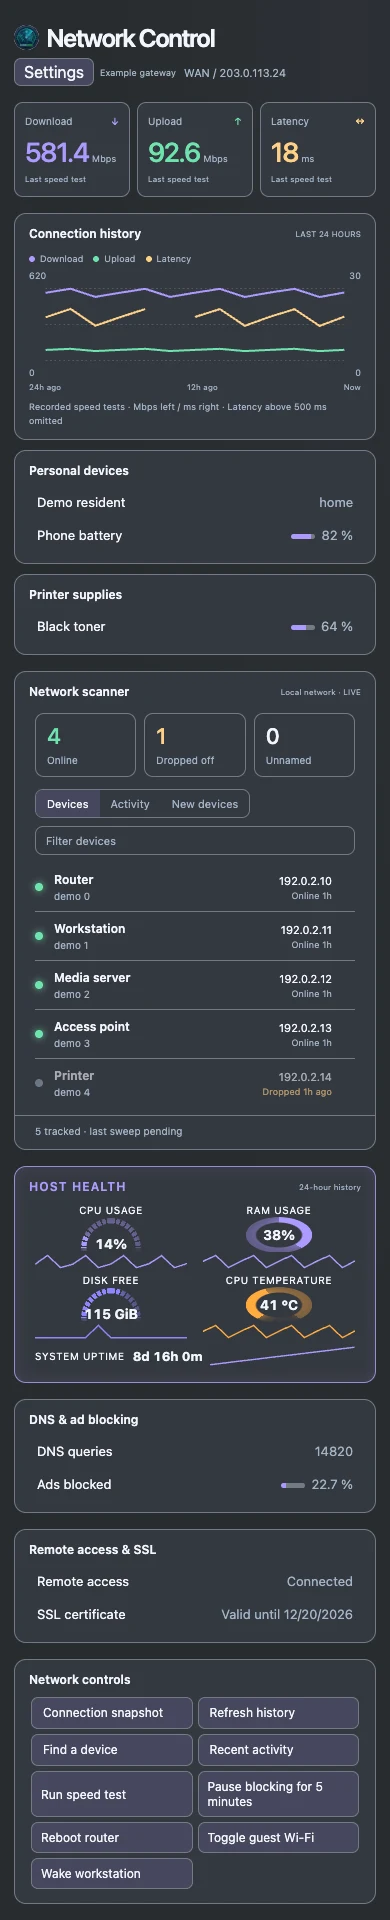 Network Control
Settings Example gateway WAN / 203.0.113.24
Download ↓ Upload ↑ Latency ↔
581.4 Mbps 92.6 Mbps 18 ms
Last speed test Last speed test Last speed test
Connection history LAST 24 HOURS
Download Upload Latency
620 30
0 0
24h ago 12h ago Now
Recorded speed tests · Mbps left / ms right · Latency above 500 ms
omitted
Personal devices
Demo resident home
Phone battery 82 %
Printer supplies
Black toner 64 %
Network scanner Local network · LIVE
4 1 0
Online Dropped off Unnamed
Devices Activity New devices
Filter devices
Router 192.0.2.10
demo 0 Online 1h
Workstation 192.0.2.11
demo 1 Online 1h
Media server 192.0.2.12
demo 2 Online 1h
Access point 192.0.2.13
demo 3 Online 1h
Printer 192.0.2.14
demo 4 Dropped 1h ago
5 tracked · last sweep pending
HOST HEALTH 24-hour history
CPU USAGE RAM USAGE
14% 38%
DISK FREE CPU TEMPERATURE
115 GiB 41 °C
SYSTEM UPTIME 8d 16h 0m
DNS & ad blocking
DNS queries 14820
Ads blocked 22.7 %
Remote access & SSL
Remote access Connected
SSL certificate Valid until 12/20/2026
Network controls
Connection snapshot Refresh history
Find a device Recent activity
Run speed test Pause blocking for 5
minutes
Reboot router Toggle guest Wi-Fi
Wake workstation